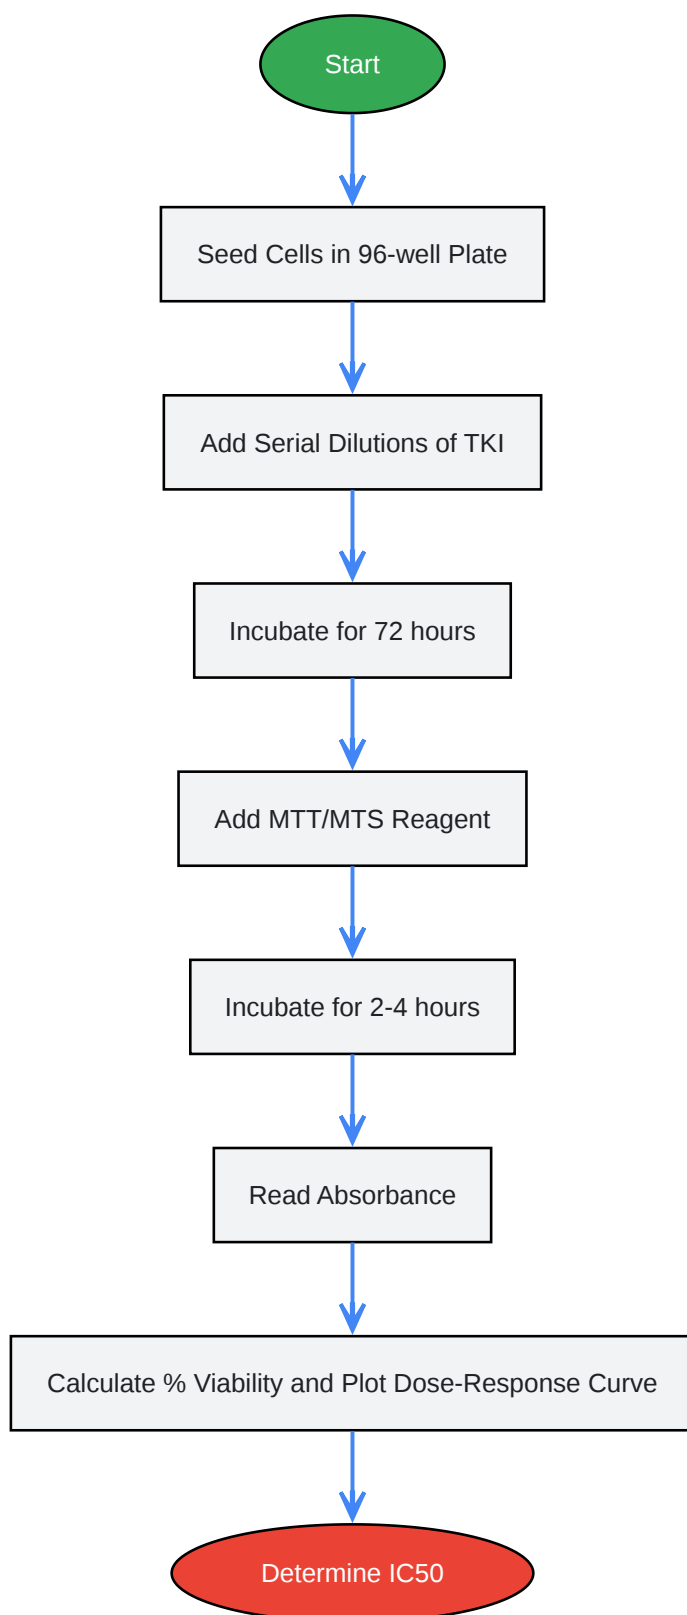 Start
Seed Cells in 96-well Plate
Add Serial Dilutions of TKI
Incubate for 72 hours
Add MTT/MTS Reagent
Incubate for 2-4 hours
Read Absorbance
Calculate % Viability and Plot Dose-Response Curve
Determine IC50